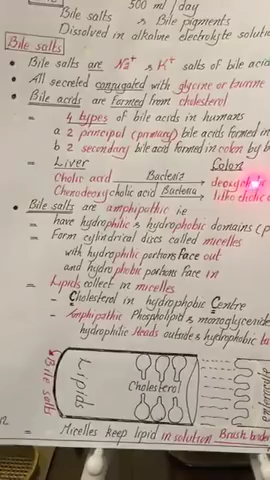 500 ml / day
Bile salts & Bile pigments
Dissolved in alkaline electrolyte
Bile salts
• Bile salts are Na+ & K+ salts of bile
• All secreted conjugated with glycine or taurine
• Bile acids are formed from cholesterol
= 4 types of bile acids in humans
a 2 principal (primary) bile acids formed in
b 2 secondary bile acid formed in colon by
= Liver Colon
Cholic acid Bacteria
Chenodeoxycholic acid Bacteria
• Bile salts are amphipathic ie
= have hydrophilic & hydrophobic domains
= Form cylindrical discs called micelles
with hydrophilic portions face out
and hydrophobic portions face in
= Lipids collect in micelles
- Cholesterol in hydrophobic Centre
- Amphipathic Phospholipid & monoglyceride
hydrophilic Heads outside & hydrophobic
Bile salts
Lipids
Cholesterol
= Micelles keep lipid in solution Brush